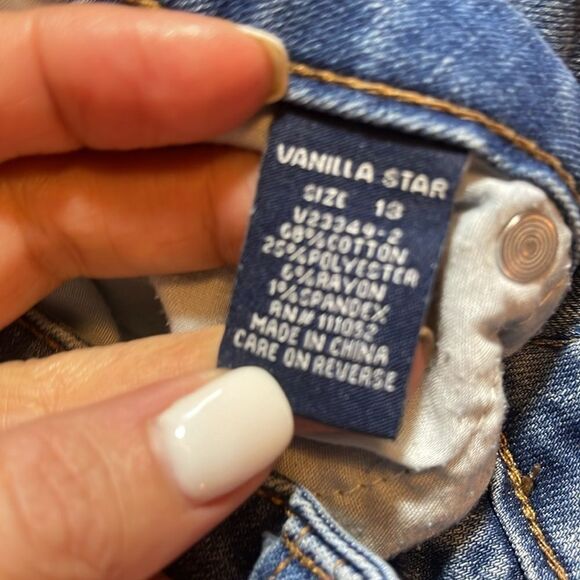 VANILLA STAR
SIZE 13
V23349-2
68% COTTON
25% POLYESTER
6% RAYON
1% SPANDEX
RN# 111052
MADE IN CHINA
CARE ON REVERSE